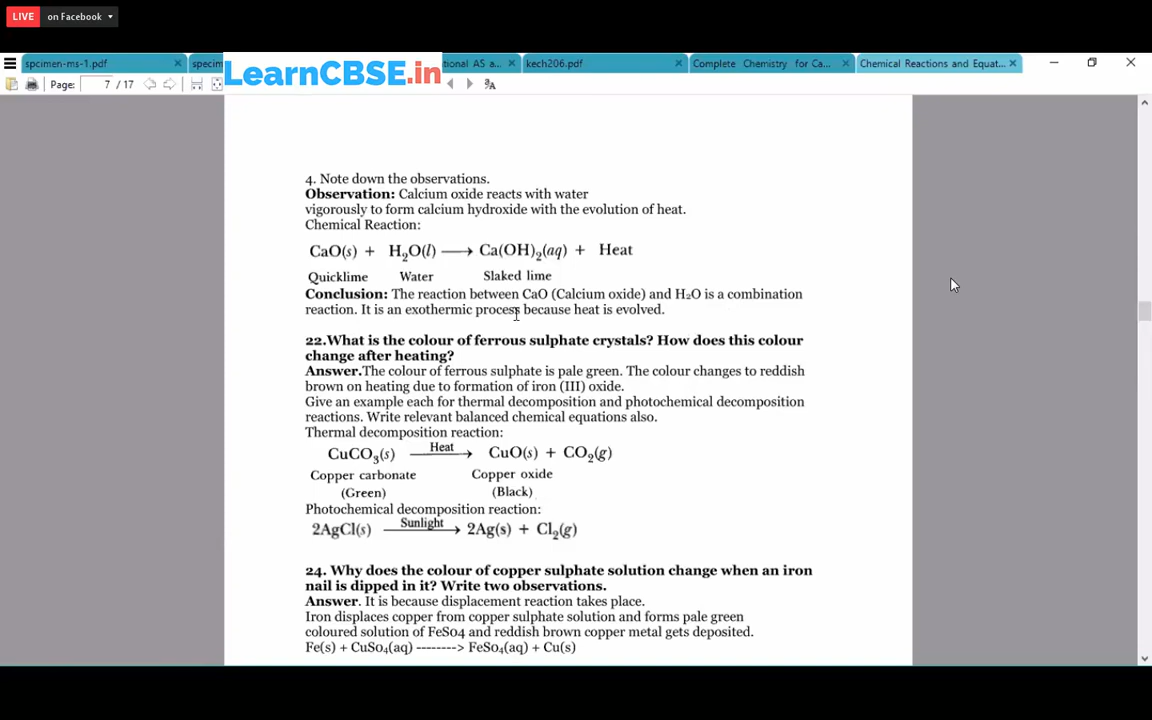 LIVE on Facebook
spcimen-ms-1.pdf specim LearnCBSE.in tional AS a... kech206.pdf Complete Chemistry for Ca... Chemical Reactions and Equat...
Page: 7 / 17
4. Note down the observations.
Observation: Calcium oxide reacts with water
vigorously to form calcium hydroxide with the evolution of heat.
Chemical Reaction:
CaO(s) + H₂O(l) ⟶ Ca(OH)₂(aq) + Heat
Quicklime Water Slaked lime
Conclusion: The reaction between CaO (Calcium oxide) and H₂O is a combination
reaction. It is an exothermic process because heat is evolved.
22.What is the colour of ferrous sulphate crystals? How does this colour
change after heating?
Answer.The colour of ferrous sulphate is pale green. The colour changes to reddish
brown on heating due to formation of iron (III) oxide.
Give an example each for thermal decomposition and photochemical decomposition
reactions. Write relevant balanced chemical equations also.
Thermal decomposition reaction:
CuCO₃(s) —Heat→ CuO(s) + CO₂(g)
Copper carbonate Copper oxide
(Green) (Black)
Photochemical decomposition reaction:
2AgCl(s) —Sunlight→ 2Ag(s) + Cl₂(g)
24. Why does the colour of copper sulphate solution change when an iron
nail is dipped in it? Write two observations.
Answer. It is because displacement reaction takes place.
Iron displaces copper from copper sulphate solution and forms pale green
coloured solution of FeSO4 and reddish brown copper metal gets deposited.
Fe(s) + CuSO₄(aq) --------> FeSO₄(aq) + Cu(s)